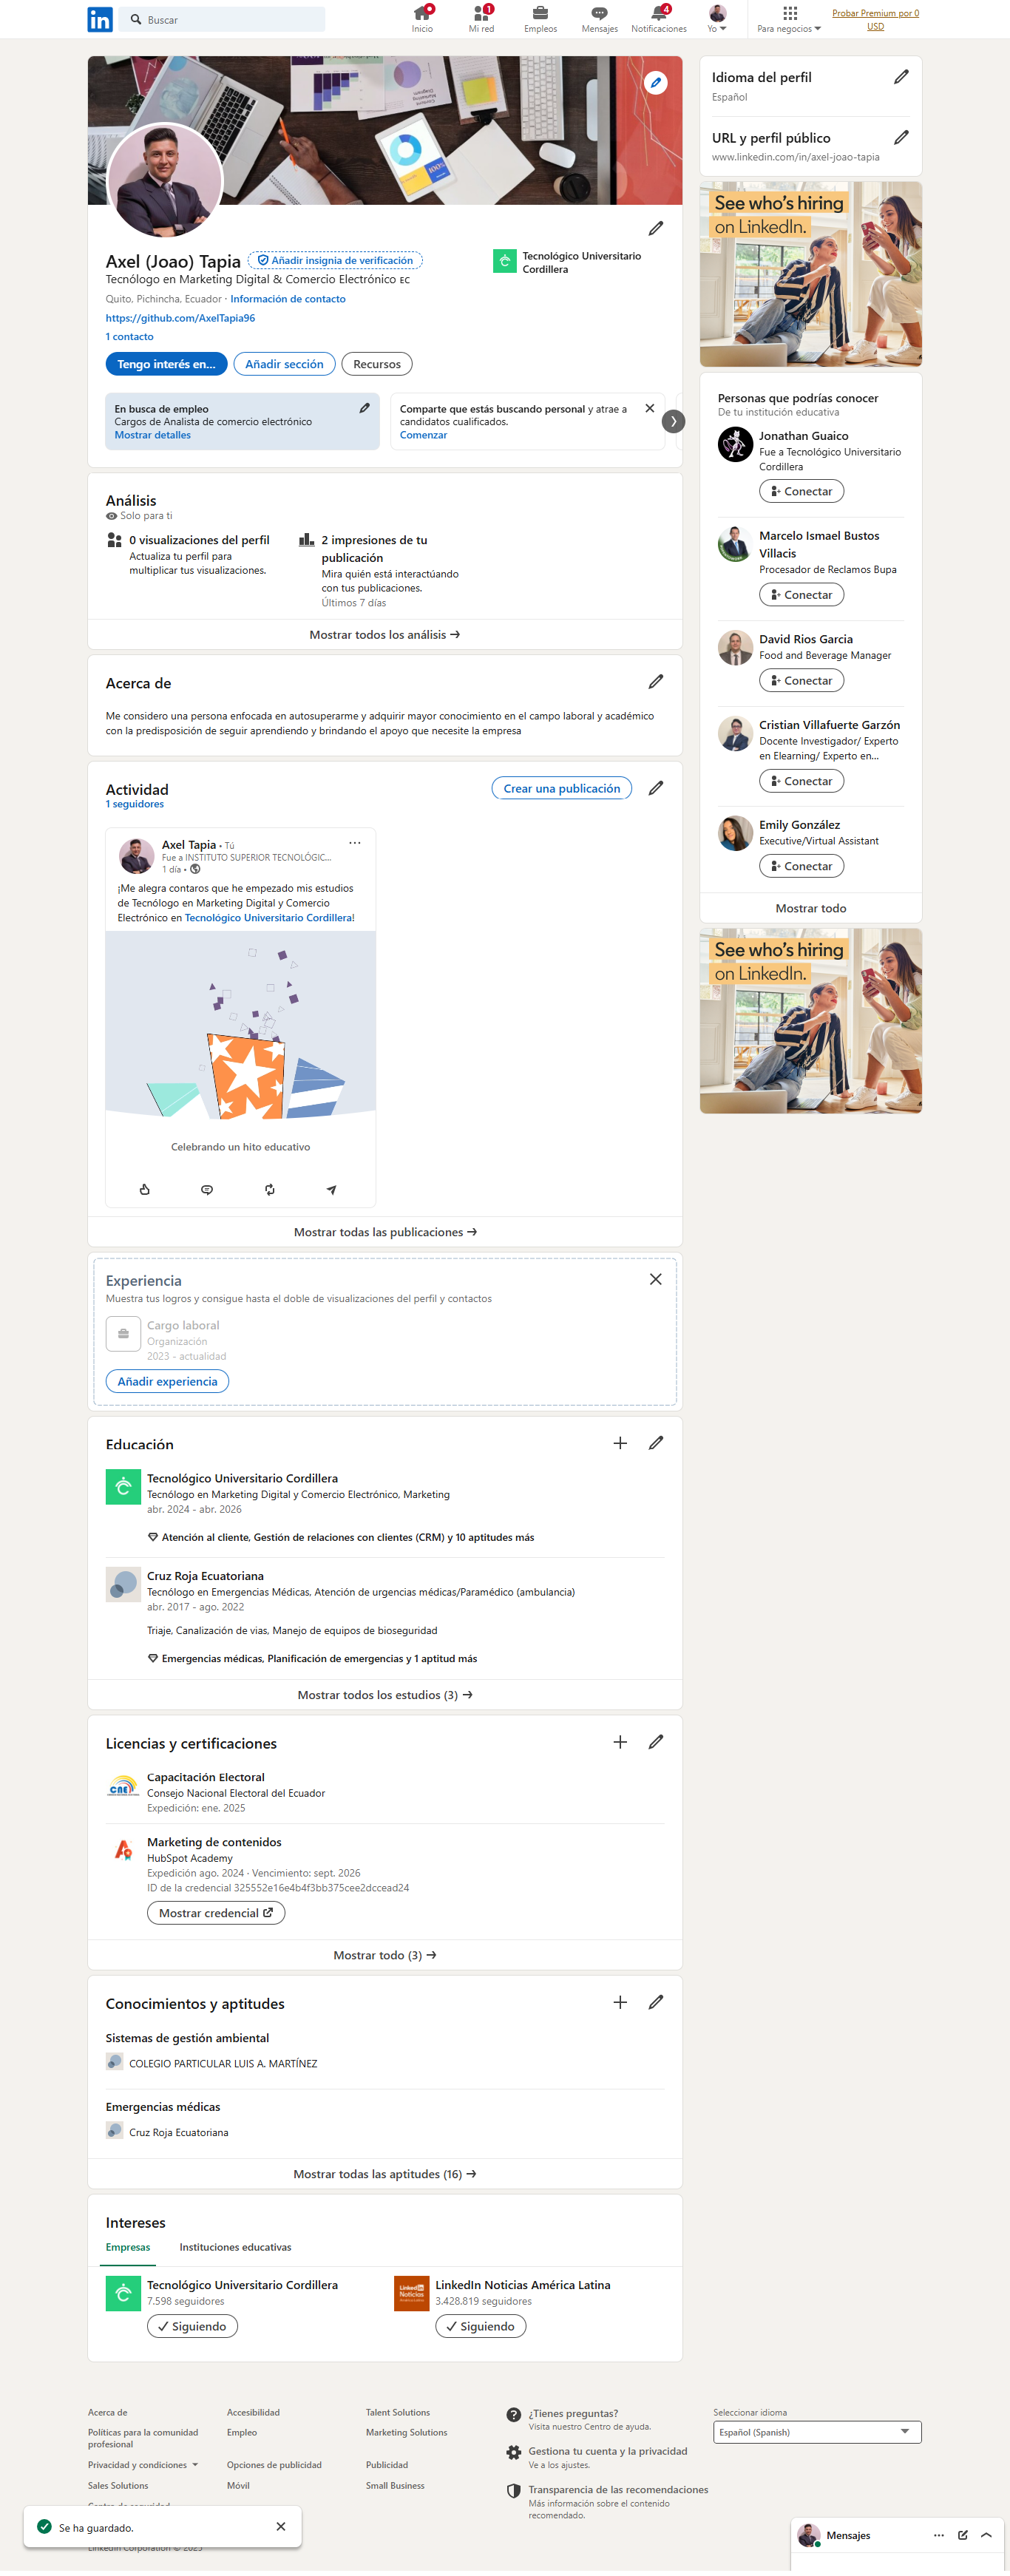 in
Buscar
Inicio
1
Mi red
Empleos
Mensajes
4
Notificaciones
Yo
Para negocios
Probar Premium por 0
USD
Axel (Joao) Tapia
Añadir insignia de verificación
Tecnólogo en Marketing Digital & Comercio Electrónico ᴇᴄ
Quito, Pichincha, Ecuador · Información de contacto
https://github.com/AxelTapia96
1 contacto
Tecnológico Universitario
Cordillera
Tengo interés en...
Añadir sección
Recursos
En busca de empleo
Cargos de Analista de comercio electrónico
Mostrar detalles
Comparte que estás buscando personal y atrae a
candidatos cualificados.
Comenzar
Análisis
Solo para ti
0 visualizaciones del perfil
Actualiza tu perfil para
multiplicar tus visualizaciones.
2 impresiones de tu
publicación
Mira quién está interactúando
con tus publicaciones.
Últimos 7 días
Mostrar todos los análisis →
Acerca de
Me considero una persona enfocada en autosuperarme y adquirir mayor conocimiento en el campo laboral y académico
con la predisposición de seguir aprendiendo y brindando el apoyo que necesite la empresa
Actividad
1 seguidores
Crear una publicación
Axel Tapia • Tú
Fue a INSTITUTO SUPERIOR TECNOLÓGIC...
1 día •
¡Me alegra contaros que he empezado mis estudios
de Tecnólogo en Marketing Digital y Comercio
Electrónico en Tecnológico Universitario Cordillera!
Celebrando un hito educativo
Mostrar todas las publicaciones →
Experiencia
Muestra tus logros y consigue hasta el doble de visualizaciones del perfil y contactos
Cargo laboral
Organización
2023 - actualidad
Añadir experiencia
Educación
Tecnológico Universitario Cordillera
Tecnólogo en Marketing Digital y Comercio Electrónico, Marketing
abr. 2024 - abr. 2026
Atención al cliente, Gestión de relaciones con clientes (CRM) y 10 aptitudes más
Cruz Roja Ecuatoriana
Tecnólogo en Emergencias Médicas, Atención de urgencias médicas/Paramédico (ambulancia)
abr. 2017 - ago. 2022
Triaje, Canalización de vias, Manejo de equipos de bioseguridad
Emergencias médicas, Planificación de emergencias y 1 aptitud más
Mostrar todos los estudios (3) →
Licencias y certificaciones
CNE
Capacitación Electoral
Consejo Nacional Electoral del Ecuador
Expedición: ene. 2025
Marketing de contenidos
HubSpot Academy
Expedición ago. 2024 · Vencimiento: sept. 2026
ID de la credencial 325552e16e4b4f3bb375cee2dccead24
Mostrar credencial
Mostrar todo (3) →
Conocimientos y aptitudes
Sistemas de gestión ambiental
COLEGIO PARTICULAR LUIS A. MARTÍNEZ
Emergencias médicas
Cruz Roja Ecuatoriana
Mostrar todas las aptitudes (16) →
Intereses
Empresas
Instituciones educativas
Tecnológico Universitario Cordillera
7.598 seguidores
Siguiendo
LinkedIn
Noticias
LinkedIn Noticias América Latina
3.428.819 seguidores
Siguiendo
Idioma del perfil
Español
URL y perfil público
www.linkedin.com/in/axel-joao-tapia
See who's hiring
on LinkedIn.
Personas que podrías conocer
De tu institución educativa
Jonathan Guaico
Fue a Tecnológico Universitario
Cordillera
Conectar
Marcelo Ismael Bustos
Villacis
Procesador de Reclamos Bupa
Conectar
David Rios Garcia
Food and Beverage Manager
Conectar
Cristian Villafuerte Garzón
Docente Investigador/ Experto
en Elearning/ Experto en...
Conectar
Emily González
Executive/Virtual Assistant
Conectar
Mostrar todo
See who's hiring
on LinkedIn.
Acerca de
Accesibilidad
Talent Solutions
Políticas para la comunidad
profesional
Empleo
Marketing Solutions
Privacidad y condiciones
Opciones de publicidad
Publicidad
Sales Solutions
Móvil
Small Business
¿Tienes preguntas?
Visita nuestro Centro de ayuda.
Gestiona tu cuenta y la privacidad
Ve a los ajustes.
Transparencia de las recomendaciones
Más información sobre el contenido
recomendado.
Seleccionar idioma
Español (Spanish)
Se ha guardado.
LinkedIn Corporation © 2025
Mensajes